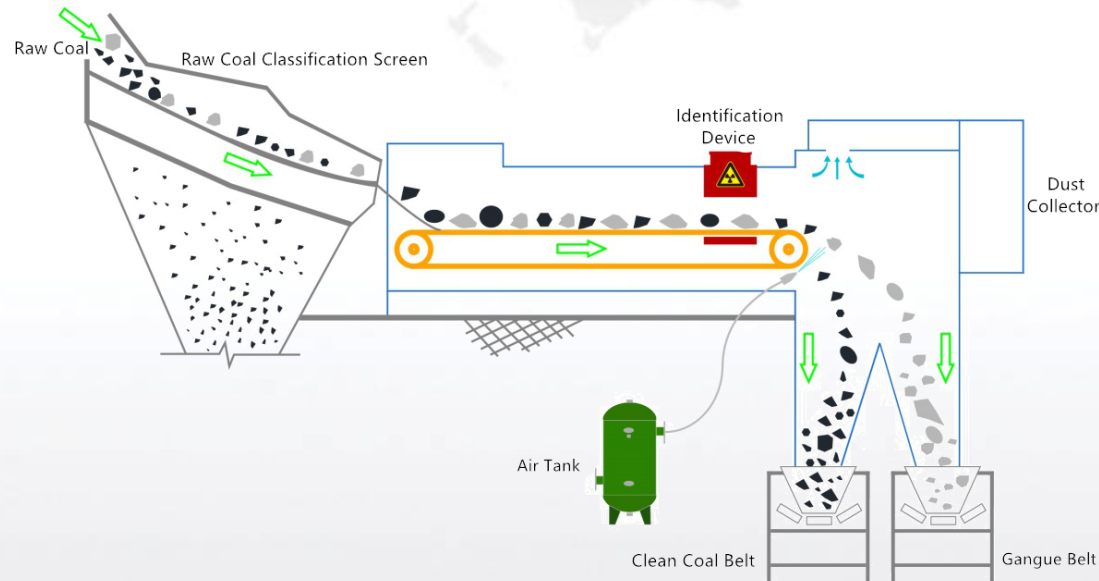 Raw Coal
Raw Coal Classification Screen
Identification
Device
Dust
Collector
Air Tank
Clean Coal Belt
Gangue Belt